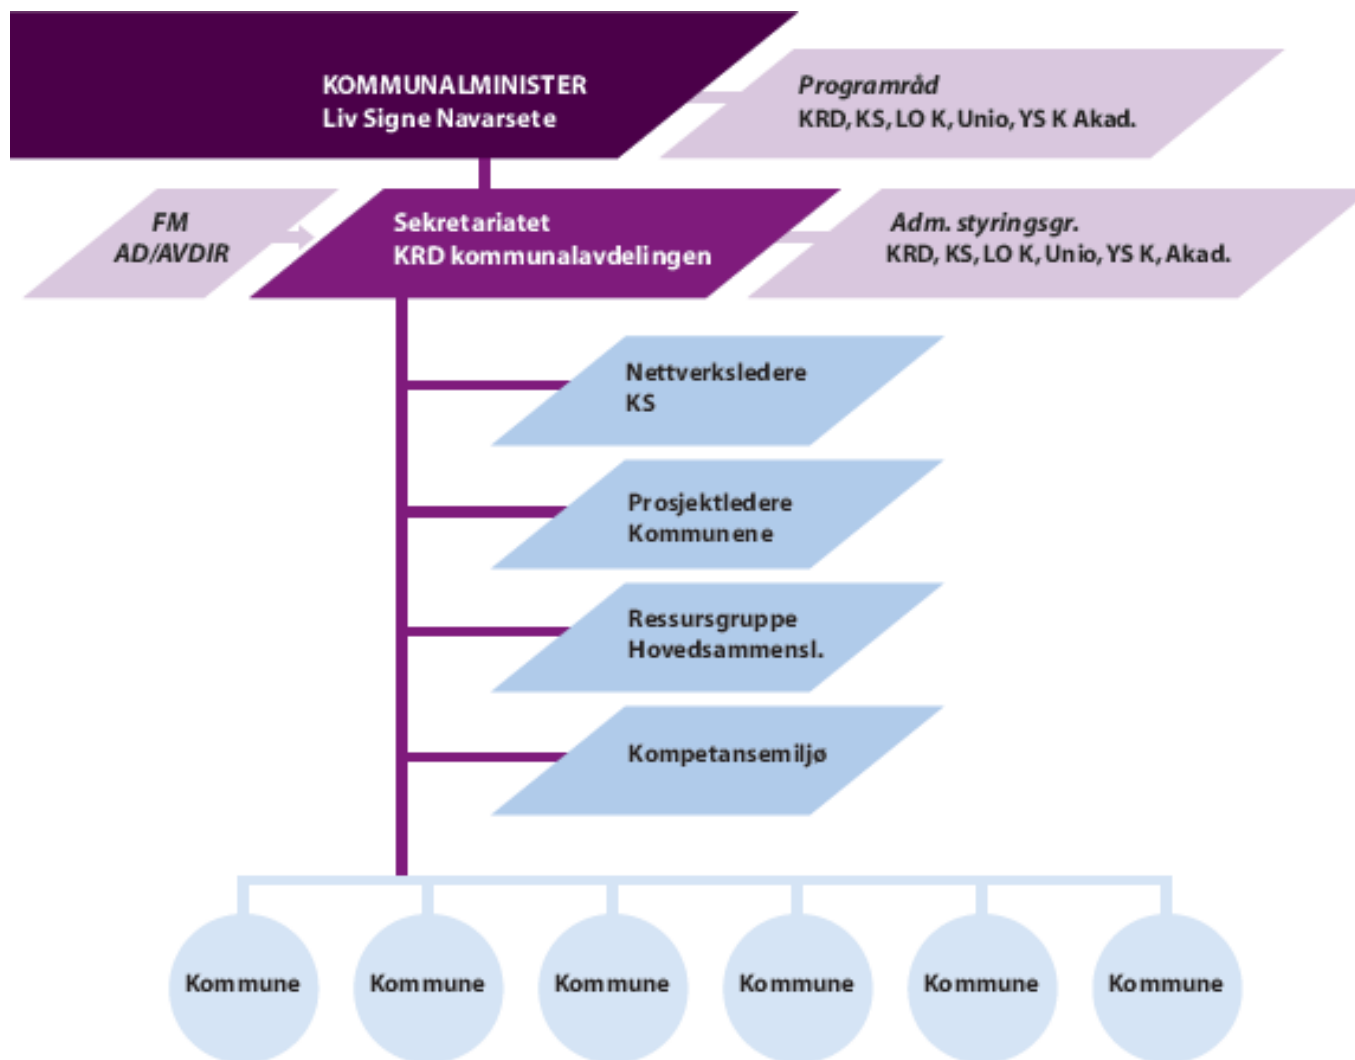 KOMMUNALMINISTER
Liv Signe Navarsete
Programråd
KRD, KS, LO K, Unio, YS K Akad.
FM
AD/AVDIR
Sekretariatet
KRD kommunalavdelingen
Adm. styringsgr.
KRD, KS, LO K, Unio, YS K, Akad.
Nettverksledere
KS
Prosjektledere
Kommunene
Ressursgruppe
Hovedsammensl.
Kompetansemiljø
Kommune
Kommune
Kommune
Kommune
Kommune
Kommune